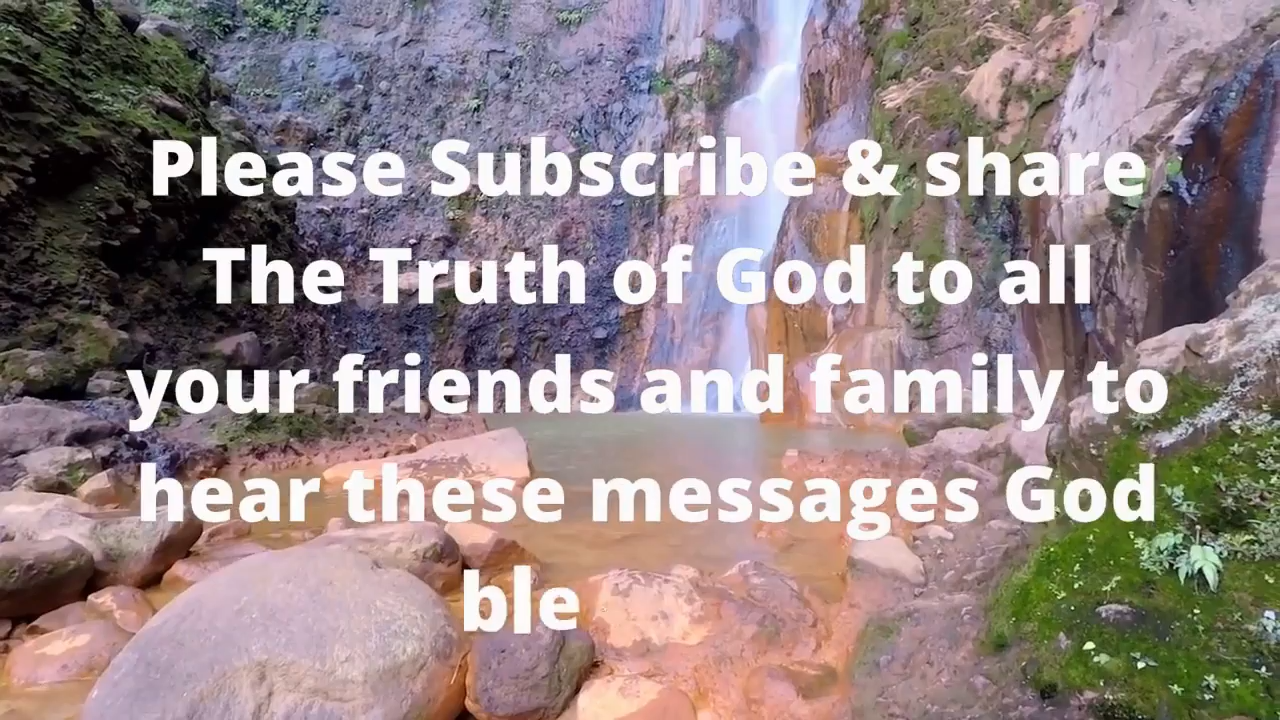 Please Subscribe & share
The Truth of God to all
your friends and family to
hear these messages God
ble